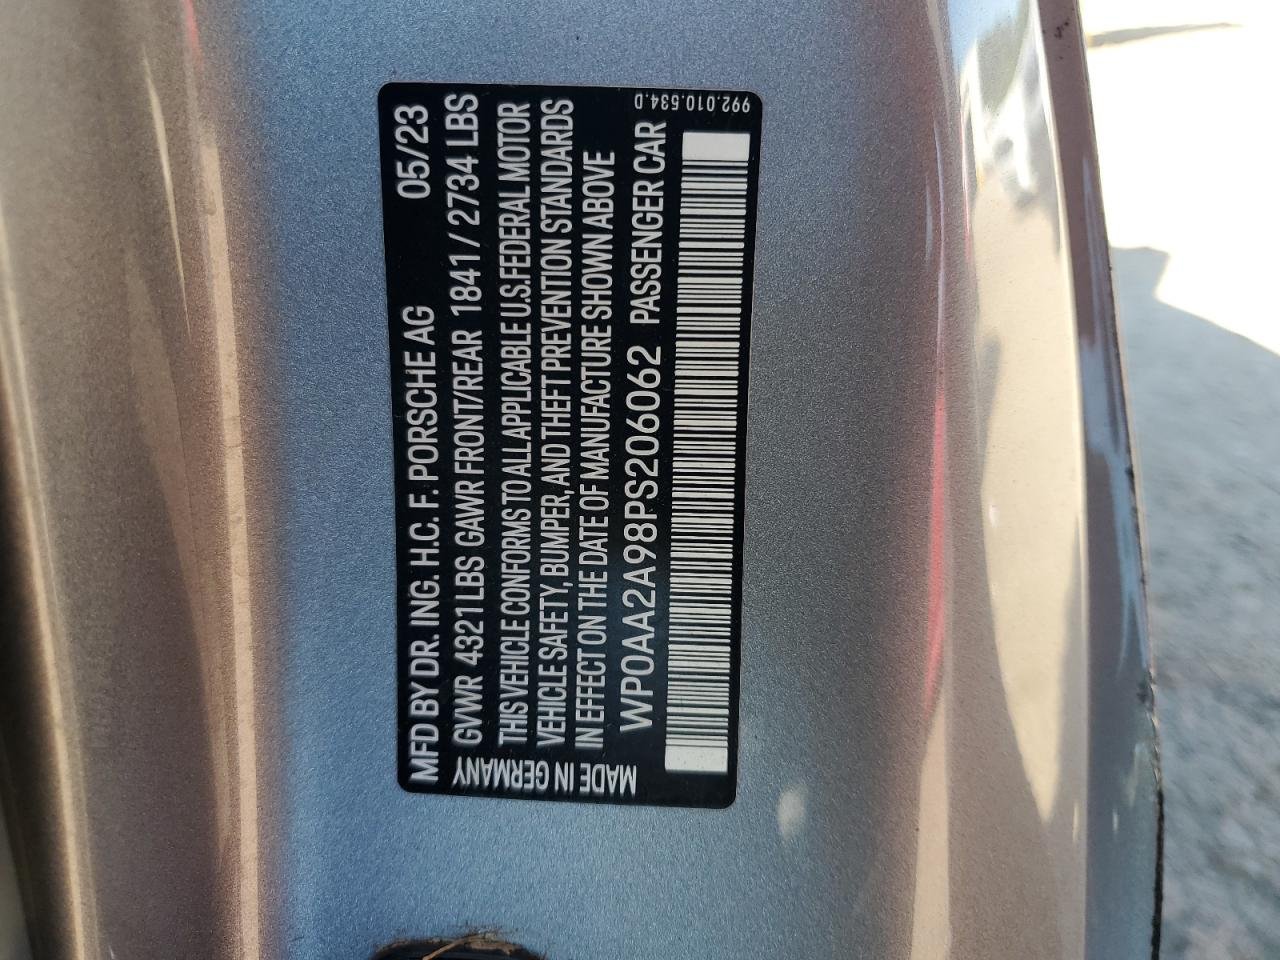 MFD BY DR. ING. H.C. F. PORSCHE AG 05/23
GVWR 4321 LBS GAWR FRONT/REAR 1841 / 2734 LBS
THIS VEHICLE CONFORMS TO ALL APPLICABLE U.S. FEDERAL MOTOR
VEHICLE SAFETY, BUMPER, AND THEFT PREVENTION STANDARDS
IN EFFECT ON THE DATE OF MANUFACTURE SHOWN ABOVE
WP0AA2A98PS206062 PASSENGER CAR
MADE IN GERMANY
992.010.534.D